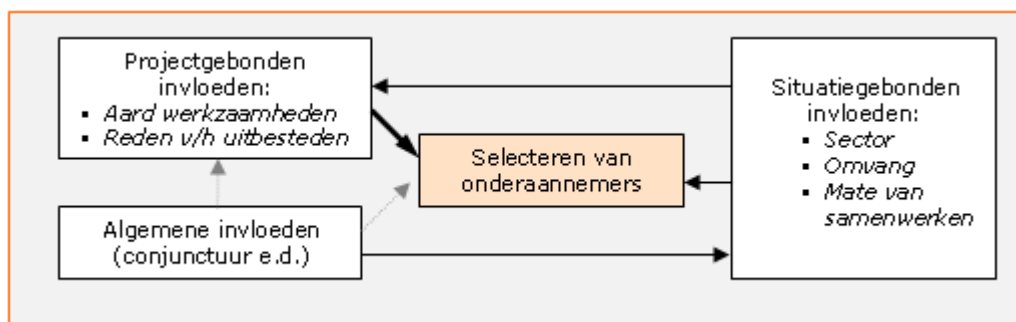 Projectgebonden
invloeden:
▪ Aard werkzaamheden
▪ Reden v/h uitbesteden
Situatiegebonden
invloeden:
▪ Sector
▪ Omvang
▪ Mate van
samenwerken
Selecteren van
onderaannemers
Algemene invloeden
(conjunctuur e.d.)